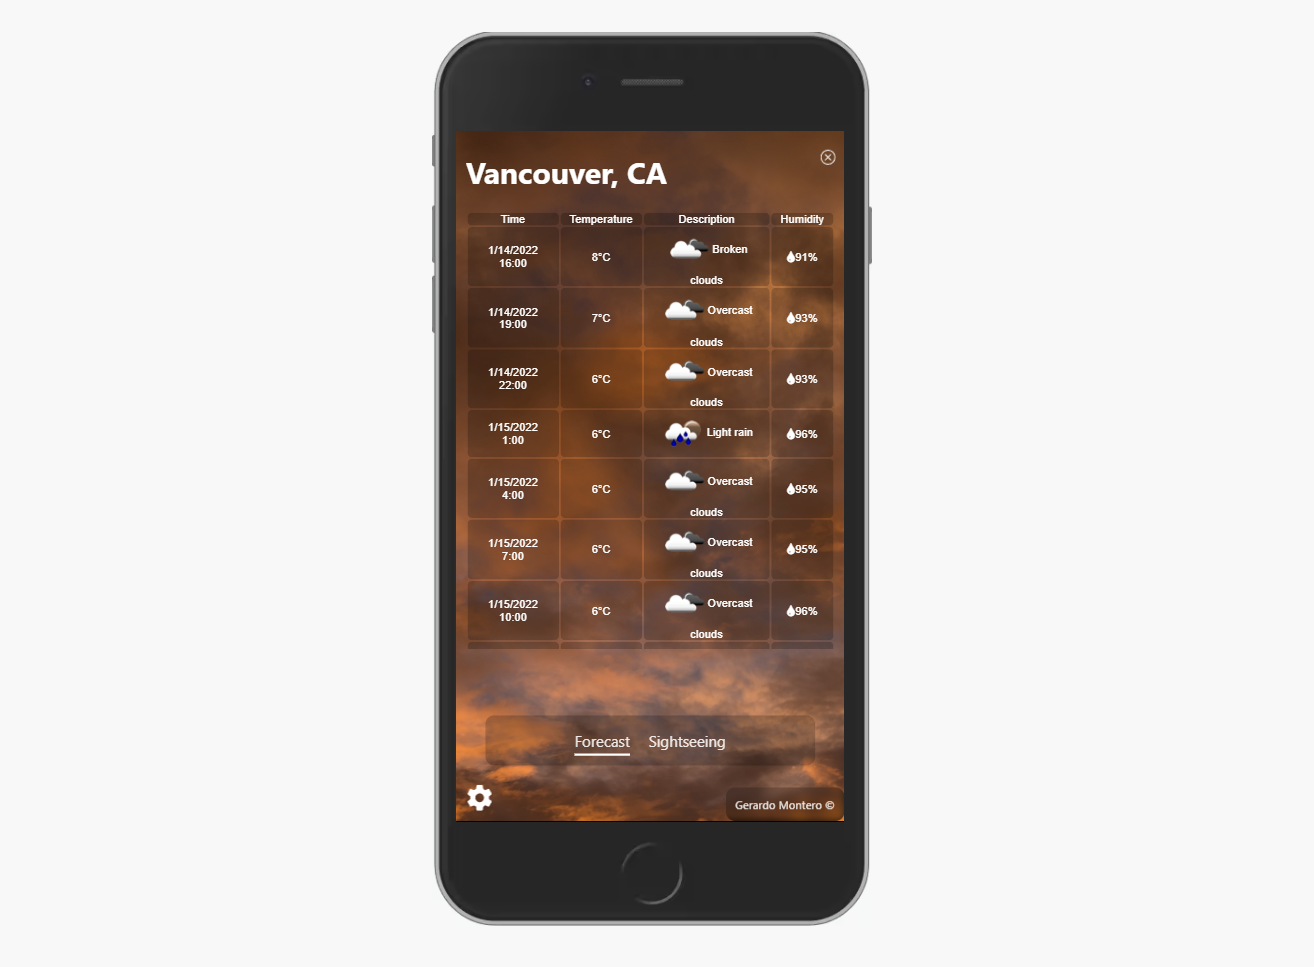 Vancouver, CA
Time Temperature Description Humidity
1/14/2022
16:00
8°C
Broken
clouds
91%
1/14/2022
19:00
7°C
Overcast
clouds
93%
1/14/2022
22:00
6°C
Overcast
clouds
93%
1/15/2022
1:00
6°C
Light rain
96%
1/15/2022
4:00
6°C
Overcast
clouds
95%
1/15/2022
7:00
6°C
Overcast
clouds
95%
1/15/2022
10:00
6°C
Overcast
clouds
96%
Forecast Sightseeing
Gerardo Montero ©